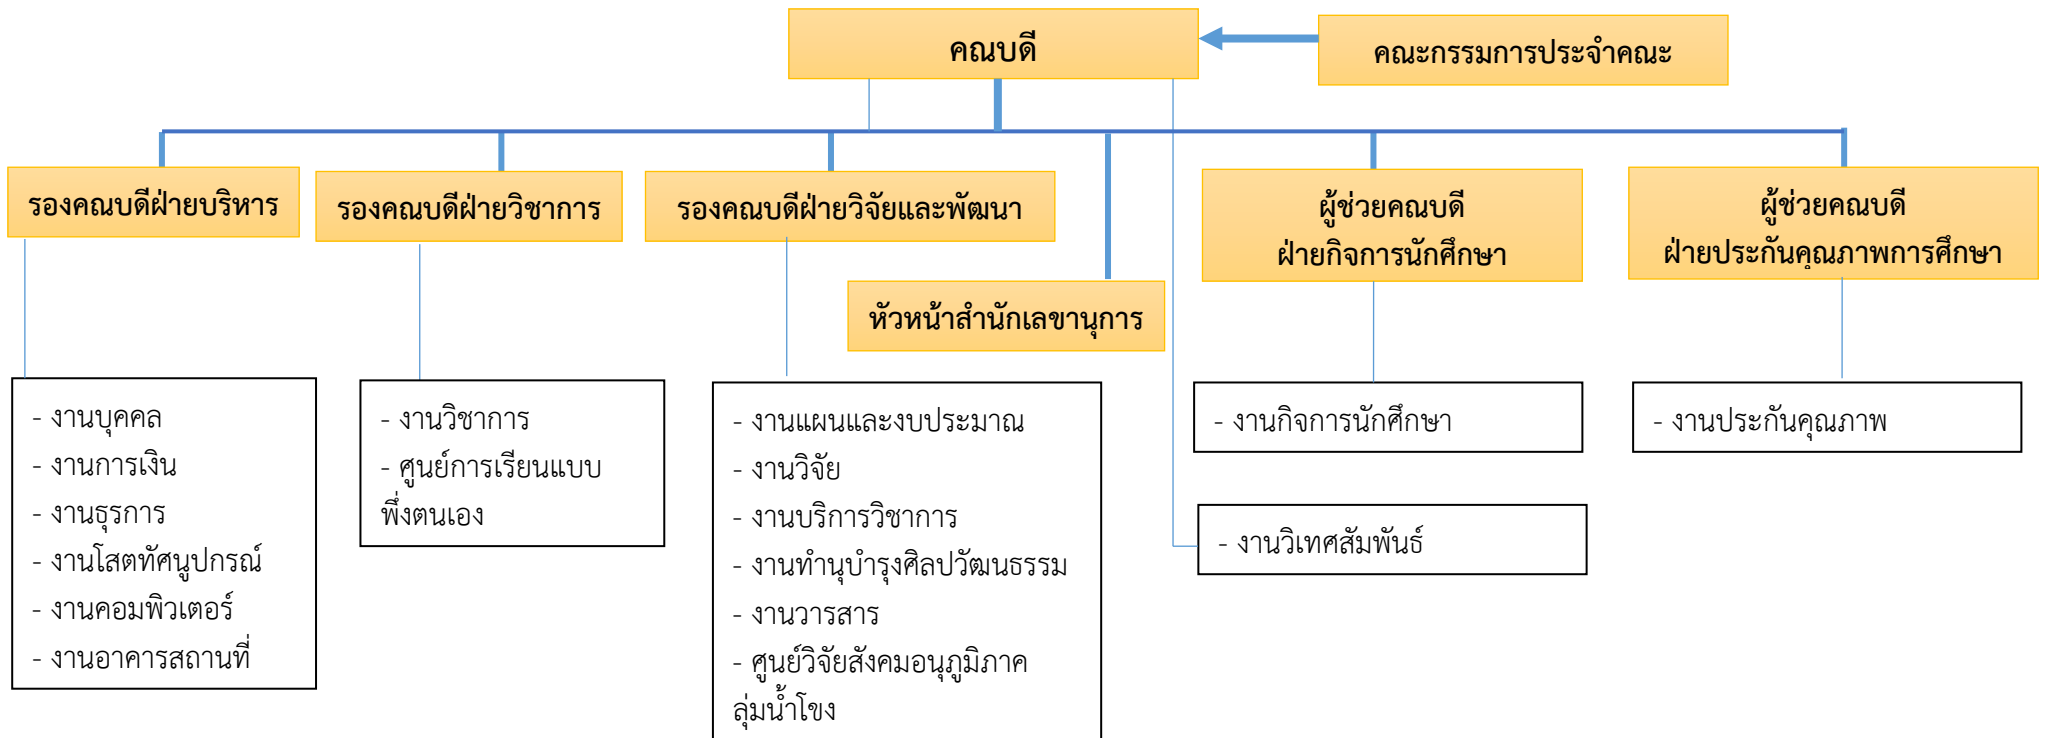 คณบดี
คณะกรรมการประจำคณะ
รองคณบดีฝ่ายบริหาร
รองคณบดีฝ่ายวิชาการ
รองคณบดีฝ่ายวิจัยและพัฒนา
ผู้ช่วยคณบดี
ฝ่ายกิจการนักศึกษา
ผู้ช่วยคณบดี
ฝ่ายประกันคุณภาพการศึกษา
หัวหน้าสำนักเลขานุการ
- งานบุคคล
- งานการเงิน
- งานธุรการ
- งานโสตทัศนูปกรณ์
- งานคอมพิวเตอร์
- งานอาคารสถานที่
- งานวิชาการ
- ศูนย์การเรียนแบบ
พึ่งตนเอง
- งานแผนและงบประมาณ
- งานวิจัย
- งานบริการวิชาการ
- งานทำนุบำรุงศิลปวัฒนธรรม
- งานวารสาร
- ศูนย์วิจัยสังคมอนุภูมิภาค
ลุ่มน้ำโขง
- งานกิจการนักศึกษา
- งานวิเทศสัมพันธ์
- งานประกันคุณภาพ